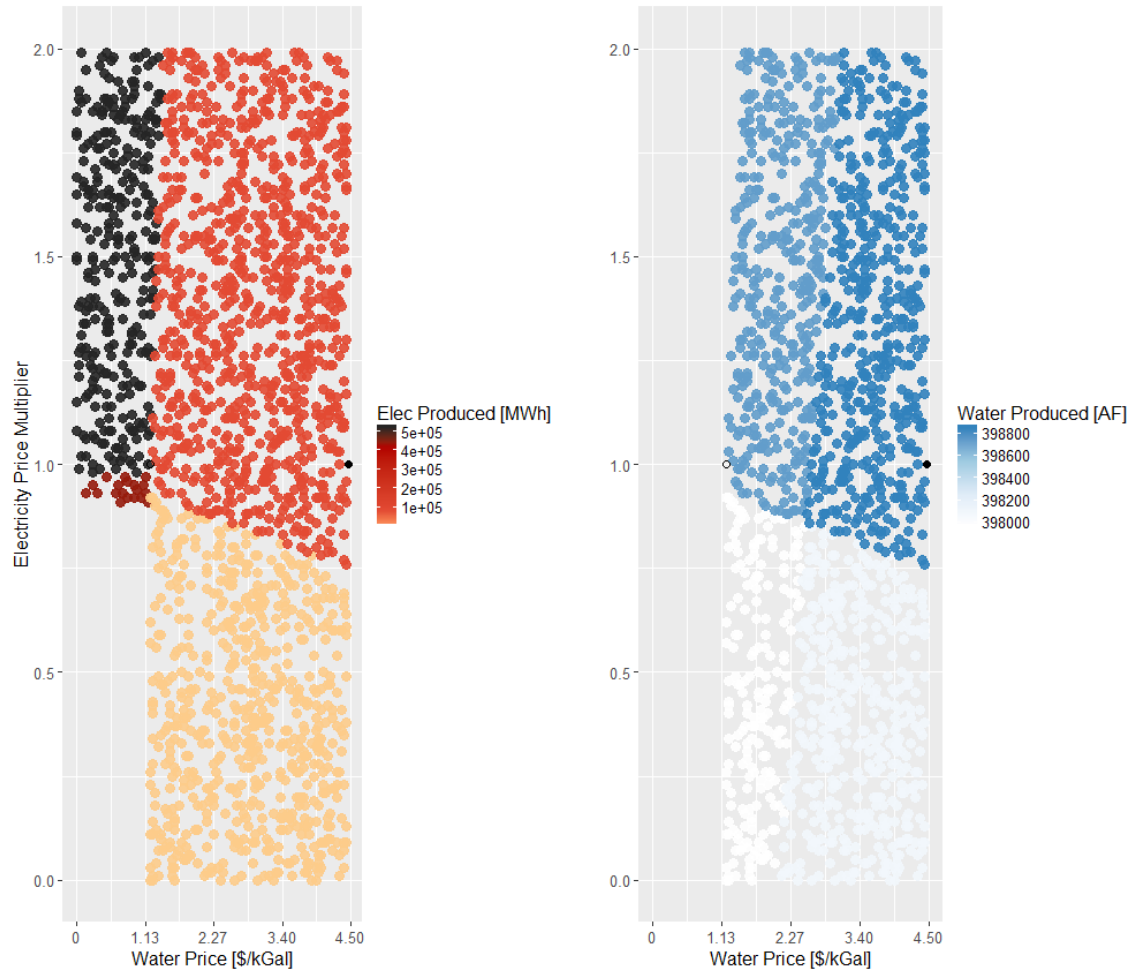 Electricity Price Multiplier
2.0
1.5
1.0
0.5
0.0
0 1.13 2.27 3.40 4.50
Water Price [$/kGal]
Elec Produced [MWh]
5e+05
4e+05
3e+05
2e+05
1e+05
2.0
1.5
1.0
0.5
0.0
0 1.13 2.27 3.40 4.50
Water Price [$/kGal]
Water Produced [AF]
398800
398600
398400
398200
398000